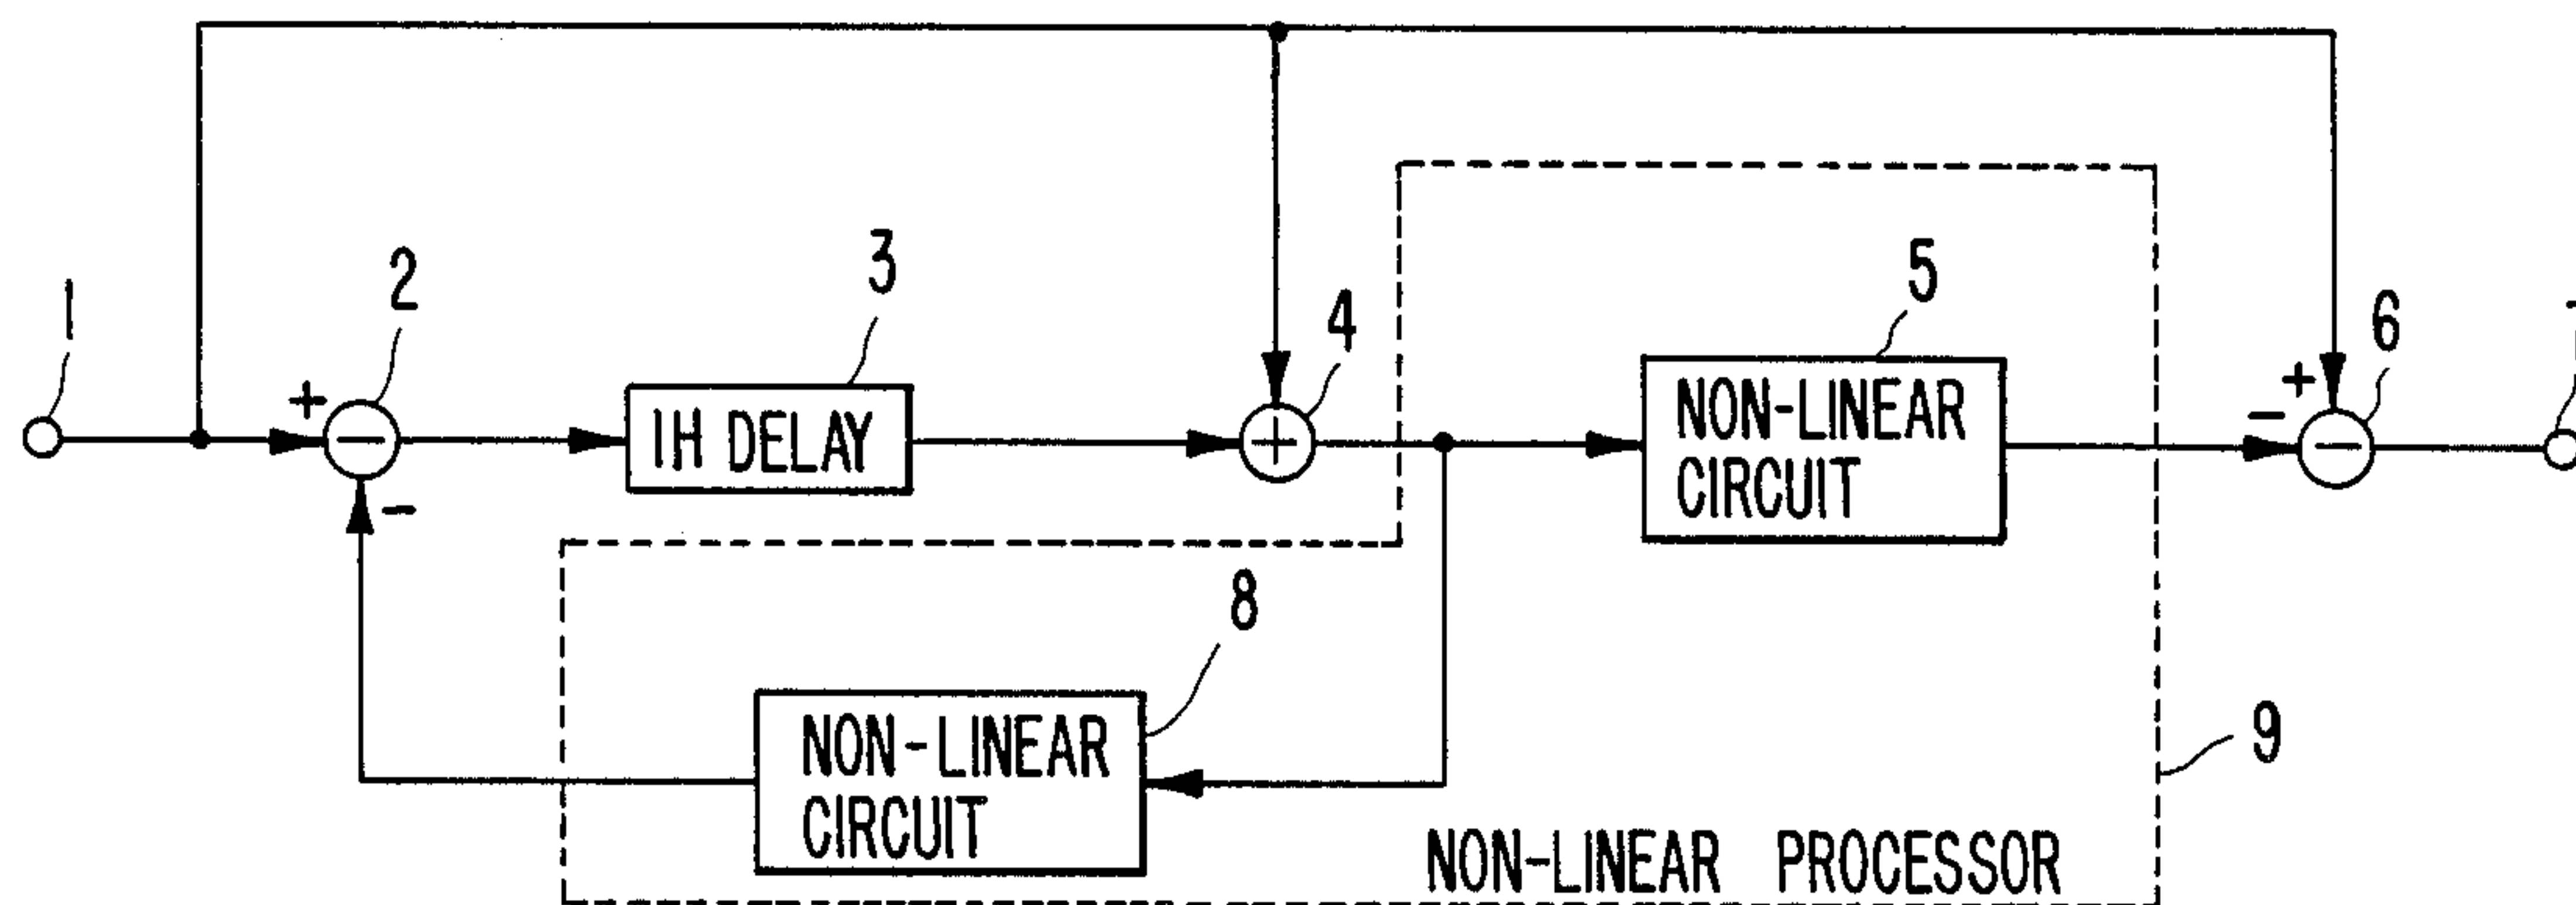 1
2
3
4
5
6
+
-
1H DELAY
+
NON-LINEAR
CIRCUIT
-
+
-
-
8
NON-LINEAR
CIRCUIT
9
NON-LINEAR PROCESSOR